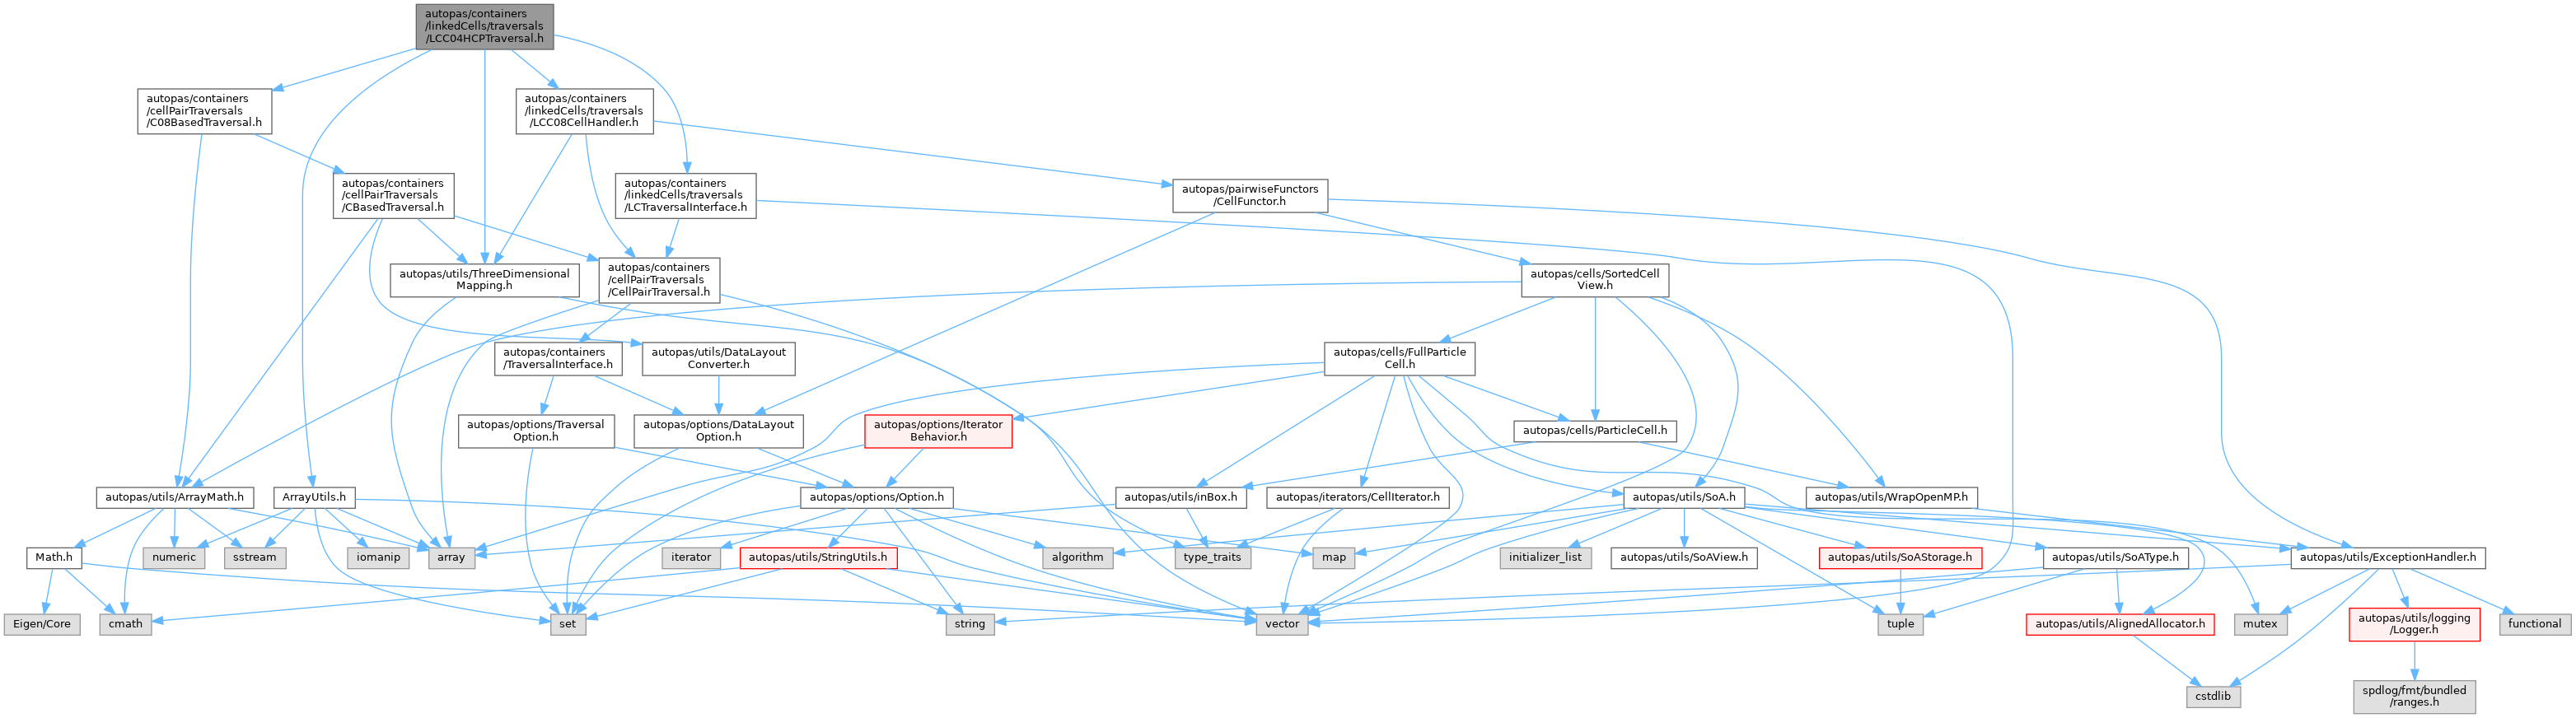 autopas/containers
/linkedCells/traversals
/LCC04HCPTraversal.h
autopas/containers
/cellPairTraversals
/C08BasedTraversal.h
autopas/containers
/linkedCells/traversals
/LCC08CellHandler.h
autopas/containers
/cellPairTraversals
/CBasedTraversal.h
autopas/containers
/linkedCells/traversals
/LCTraversalInterface.h
autopas/pairwiseFunctors
/CellFunctor.h
autopas/utils/ThreeDimensional
Mapping.h
autopas/containers
/cellPairTraversals
/CellPairTraversal.h
autopas/cells/SortedCell
View.h
autopas/containers
/TraversalInterface.h
autopas/utils/DataLayout
Converter.h
autopas/cells/FullParticle
Cell.h
autopas/options/Traversal
Option.h
autopas/options/DataLayout
Option.h
autopas/options/Iterator
Behavior.h
autopas/cells/ParticleCell.h
autopas/utils/ArrayMath.h
ArrayUtils.h
autopas/options/Option.h
autopas/utils/inBox.h
autopas/iterators/CellIterator.h
autopas/utils/SoA.h
autopas/utils/WrapOpenMP.h
Math.h
numeric
sstream
iomanip
array
iterator
autopas/utils/StringUtils.h
algorithm
type_traits
map
initializer_list
autopas/utils/SoAView.h
autopas/utils/SoAStorage.h
autopas/utils/SoAType.h
autopas/utils/ExceptionHandler.h
Eigen/Core
cmath
set
string
vector
tuple
autopas/utils/AlignedAllocator.h
mutex
autopas/utils/logging
/Logger.h
functional
cstdlib
spdlog/fmt/bundled
/ranges.h